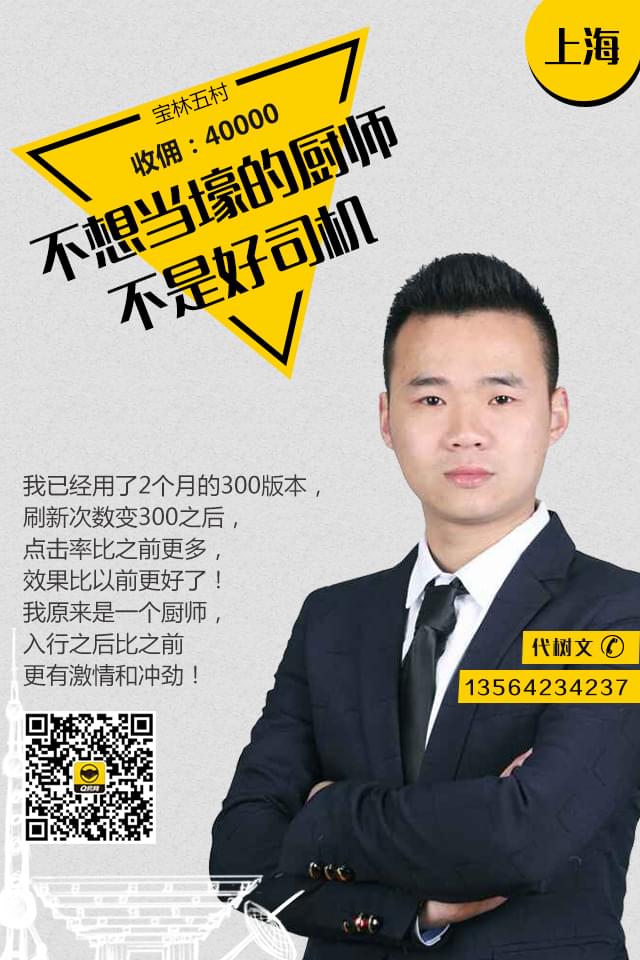 上海
宝林五村
收佣：40000
不想当壕的厨师
不是好司机
我已经用了2个月的300版本，
刷新次数变300之后，
点击率比之前更多，
效果比以前更好了！
我原来是一个厨师，
入行之后比之前
更有激情和冲劲！
代树文
13564234237